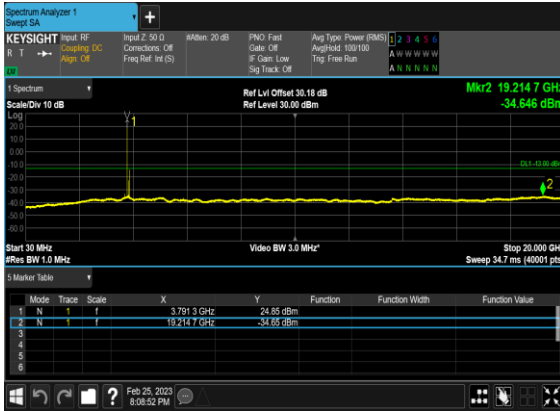 Spectrum Analyzer 1
Swept SA
+
KEYSIGHT Input: RF Input Z: 50 Ω #Atten: 20 dB PNO: Fast Avg Type: Power (RMS) 1 2 3 4 5 6
R T Coupling: DC Corrections: Off Gate: Off Avg|Hold: 100/100 A W W W W W
Align: Off Freq Ref: Int (S) IF Gain: Low Trig: Free Run
Sig Track: Off A N N N N N
1 Spectrum Ref Lvl Offset 30.18 dB Mkr2 19.214 7 GHz
Scale/Div 10 dB Ref Level 30.00 dBm -34.646 dBm
Log
1
20.0
10.0
0.00
-10.0
DL1 -13.00 dBm
-20.0
-30.0
2
-40.0
-50.0
-60.0
Start 30 MHz Video BW 3.0 MHz* Stop 20.000 GHz
#Res BW 1.0 MHz Sweep 34.7 ms (40001 pts)
5 Marker Table
Mode Trace Scale X Y Function Function Width Function Value
1 N 1 f 3.791 3 GHz 24.85 dBm
2 N 1 f 19.214 7 GHz -34.65 dBm
3
4
5
6
? Feb 25, 2023
8:08:52 PM